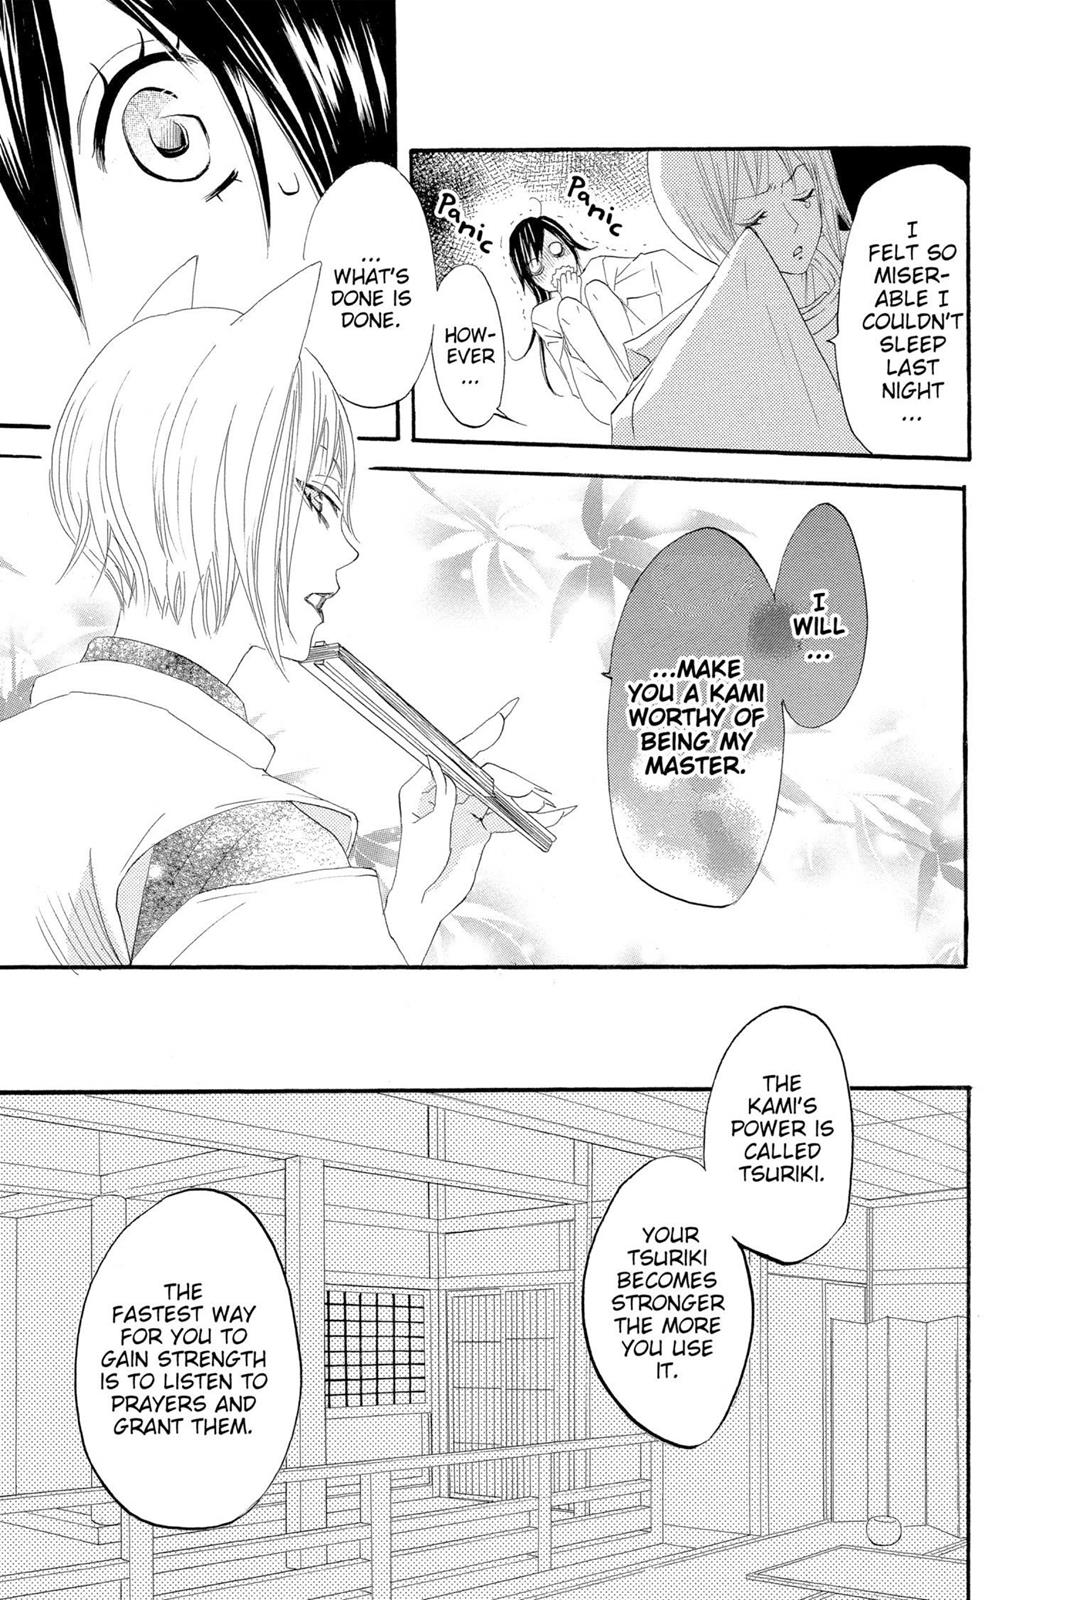 I
FELT SO
MISER-
ABLE I
COULDN'T
SLEEP
LAST
NIGHT
...
Panic
Panic
HOW-
EVER
...
...
WHAT'S
DONE IS
DONE.
I
WILL
...
...MAKE
YOU A KAMI
WORTHY OF
BEING MY
MASTER.
THE
KAMI'S
POWER IS
CALLED
TSURIKI.
YOUR
TSURIKI
BECOMES
STRONGER
THE MORE
YOU USE
IT.
THE
FASTEST WAY
FOR YOU TO
GAIN STRENGTH
IS TO LISTEN TO
PRAYERS AND
GRANT THEM.